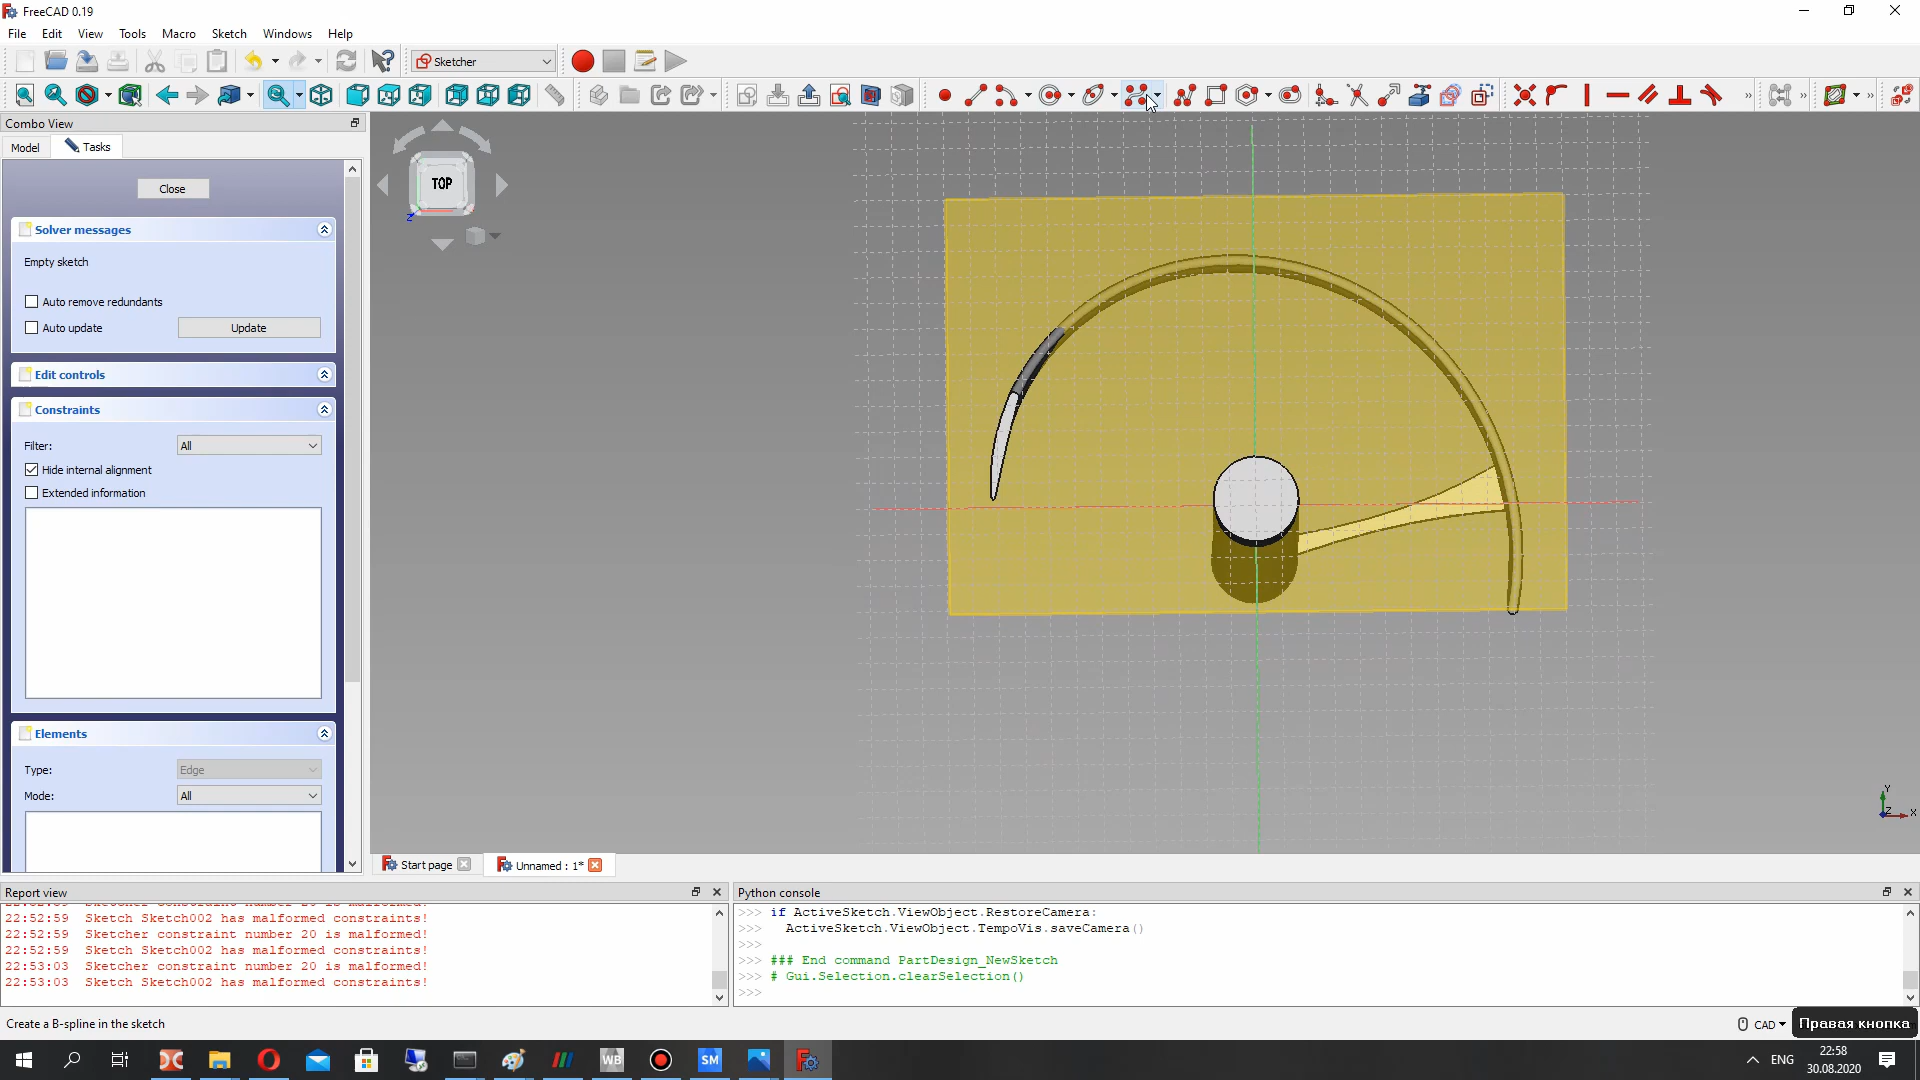 FreeCAD 0.19
File Edit View Tools Macro Sketch Windows Help
Sketcher
Combo View
Model Tasks
Close
Solver messages
Empty sketch
Auto remove redundants
Auto update Update
Edit controls
Constraints
Filter: All
Hide internal alignment
Extended information
Elements
Type: Edge
Mode: All
TOP
Z
Y
Z
X
Start page Unnamed : 1*
Report view
22:52:59 Sketch Sketch002 has malformed constraints!
22:52:59 Sketcher constraint number 20 is malformed!
22:52:59 Sketch Sketch002 has malformed constraints!
22:53:03 Sketcher constraint number 20 is malformed!
22:53:03 Sketch Sketch002 has malformed constraints!
Python console
>>> if ActiveSketch.ViewObject.RestoreCamera:
>>>   ActiveSketch.ViewObject.TempoVis.saveCamera()
>>>
>>> ### End command PartDesign_NewSketch
>>> # Gui.Selection.clearSelection()
>>>
Create a B-spline in the sketch
CAD
Правая кнопка
WB
SM
ENG
22:58
30.08.2020